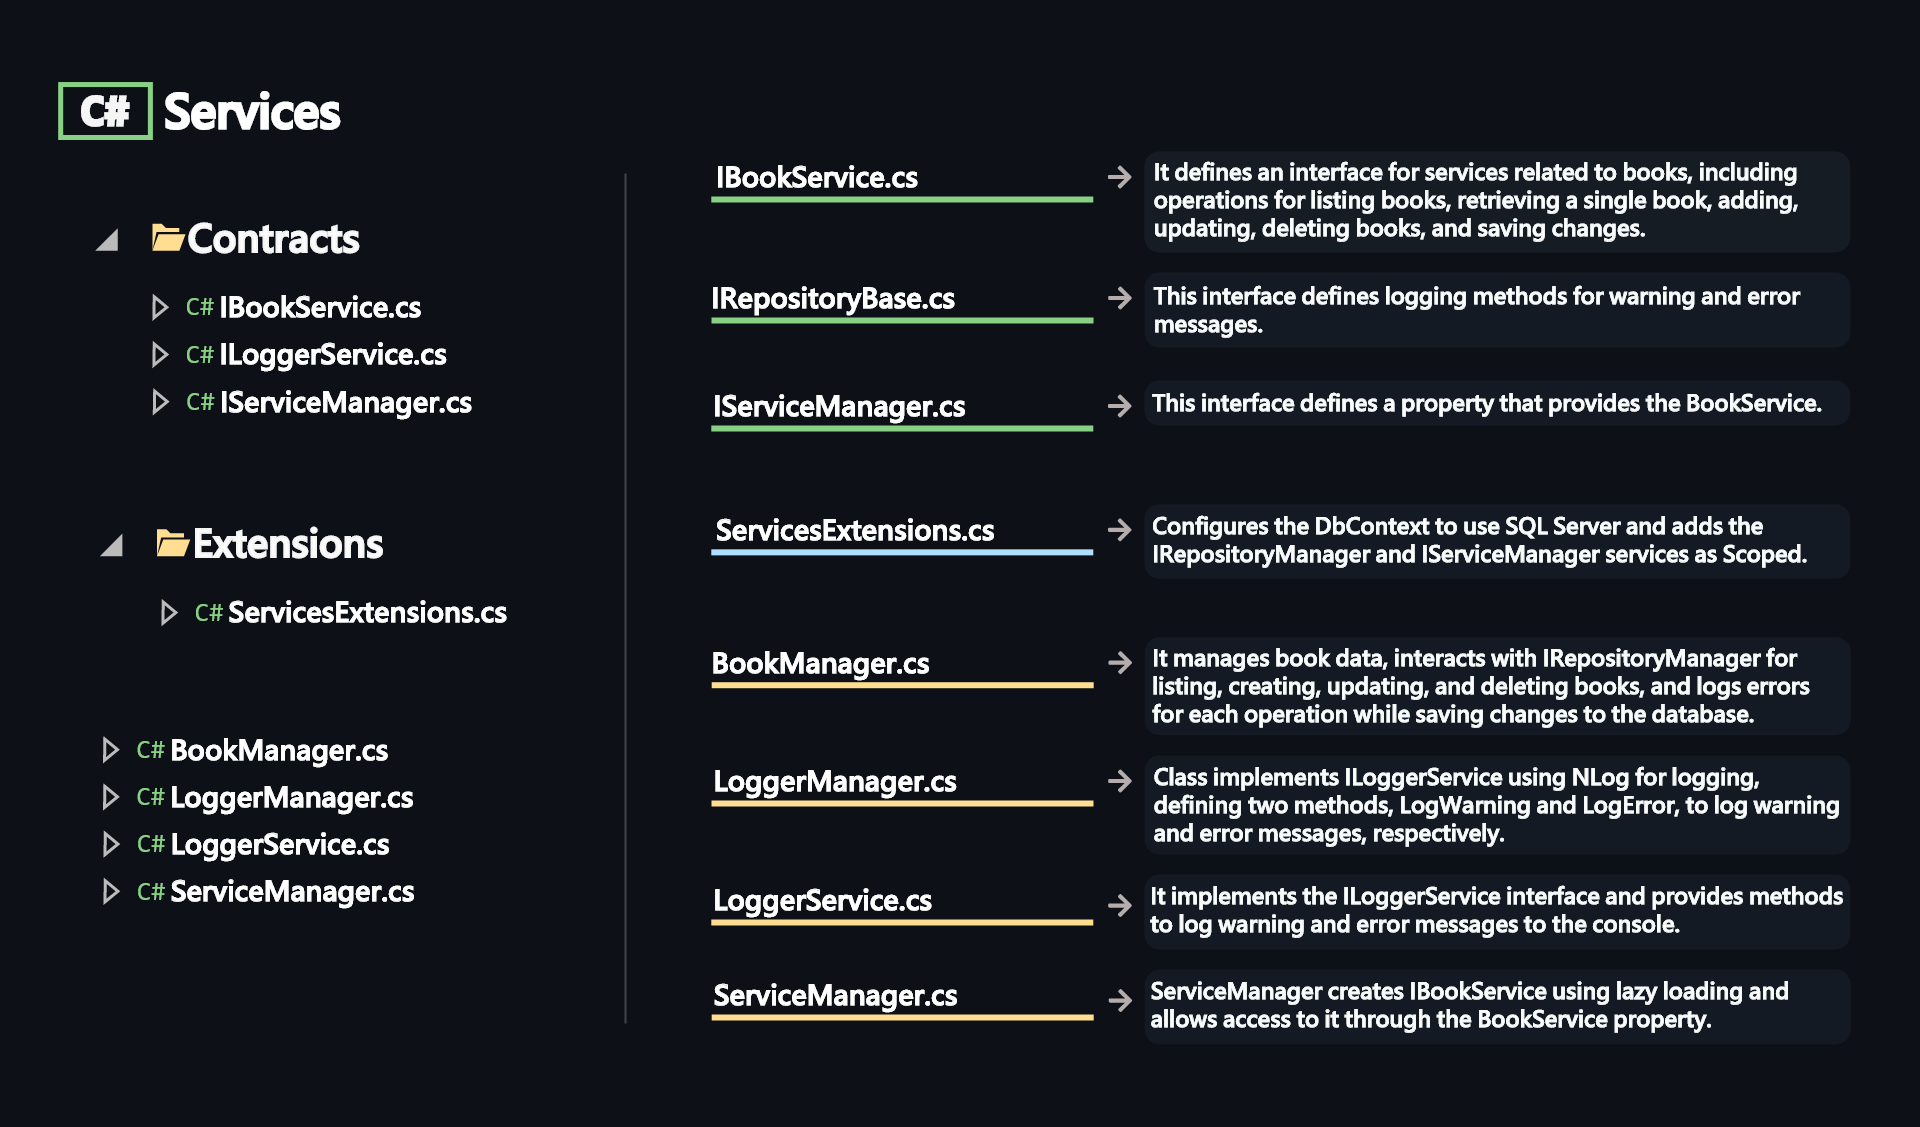 C# Services
Contracts
C# IBookService.cs
C# ILoggerService.cs
C# IServiceManager.cs
Extensions
C# ServicesExtensions.cs
C# BookManager.cs
C# LoggerManager.cs
C# LoggerService.cs
C# ServiceManager.cs
IBookService.cs
It defines an interface for services related to books, including
operations for listing books, retrieving a single book, adding,
updating, deleting books, and saving changes.
IRepositoryBase.cs
This interface defines logging methods for warning and error
messages.
IServiceManager.cs
This interface defines a property that provides the BookService.
ServicesExtensions.cs
Configures the DbContext to use SQL Server and adds the
IRepositoryManager and IServiceManager services as Scoped.
BookManager.cs
It manages book data, interacts with IRepositoryManager for
listing, creating, updating, and deleting books, and logs errors
for each operation while saving changes to the database.
LoggerManager.cs
Class implements ILoggerService using NLog for logging,
defining two methods, LogWarning and LogError, to log warning
and error messages, respectively.
LoggerService.cs
It implements the ILoggerService interface and provides methods
to log warning and error messages to the console.
ServiceManager.cs
ServiceManager creates IBookService using lazy loading and
allows access to it through the BookService property.